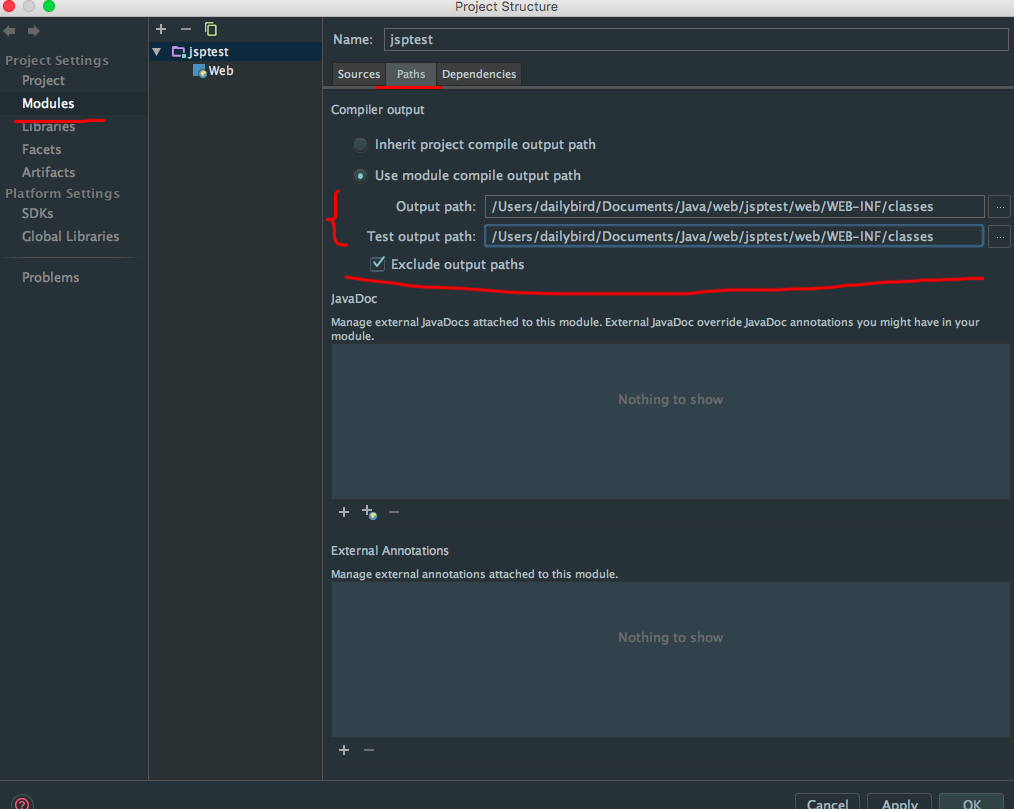 Project Structure
Project Settings
Project
Modules
Libraries
Facets
Artifacts
Platform Settings
SDKs
Global Libraries
Problems
jsptest
Web
Name: jsptest
Sources Paths Dependencies
Compiler output
Inherit project compile output path
Use module compile output path
Output path: /Users/dailybird/Documents/Java/web/jsptest/web/WEB-INF/classes ...
Test output path: /Users/dailybird/Documents/Java/web/jsptest/web/WEB-INF/classes ...
Exclude output paths
JavaDoc
Manage external JavaDocs attached to this module. External JavaDoc override JavaDoc annotations you might have in your
module.
Nothing to show
External Annotations
Manage external annotations attached to this module.
Nothing to show
?
Cancel Apply OK